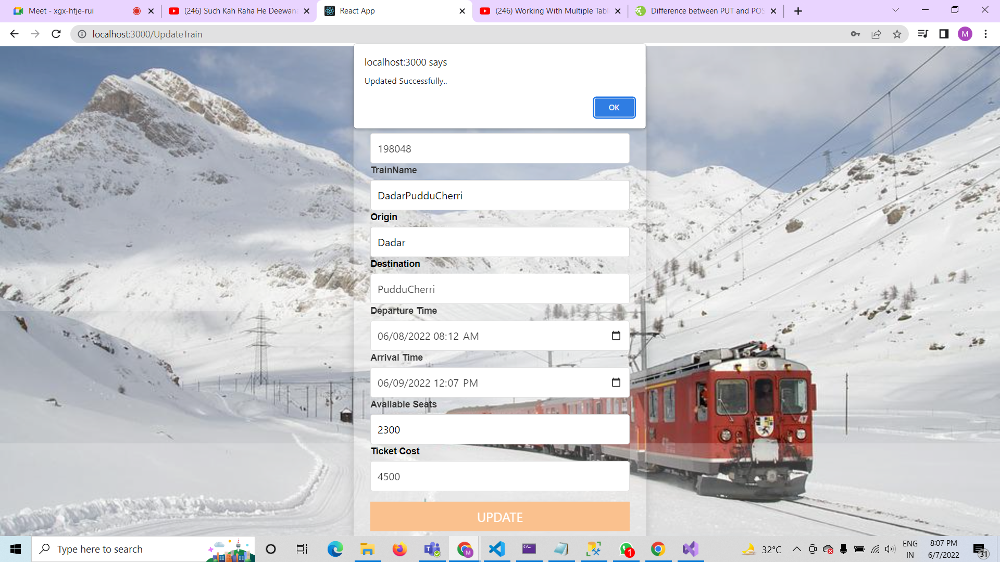 Meet - xgx-hfje-rui
(246) Such Kah Raha He Deewan
React App
(246) Working With Multiple Tab
Difference between PUT and POS
localhost:3000/UpdateTrain
M
localhost:3000 says
Updated Successfully..
OK
198048
TrainName
DadarPudduCherri
Origin
Dadar
Destination
PudduCherri
Departure Time
06/08/2022 08:12 AM
Arrival Time
06/09/2022 12:07 PM
Available Seats
2300
Ticket Cost
4500
UPDATE
47
Type here to search
M
1
32°C
ENG
IN
8:07 PM
6/7/2022
31